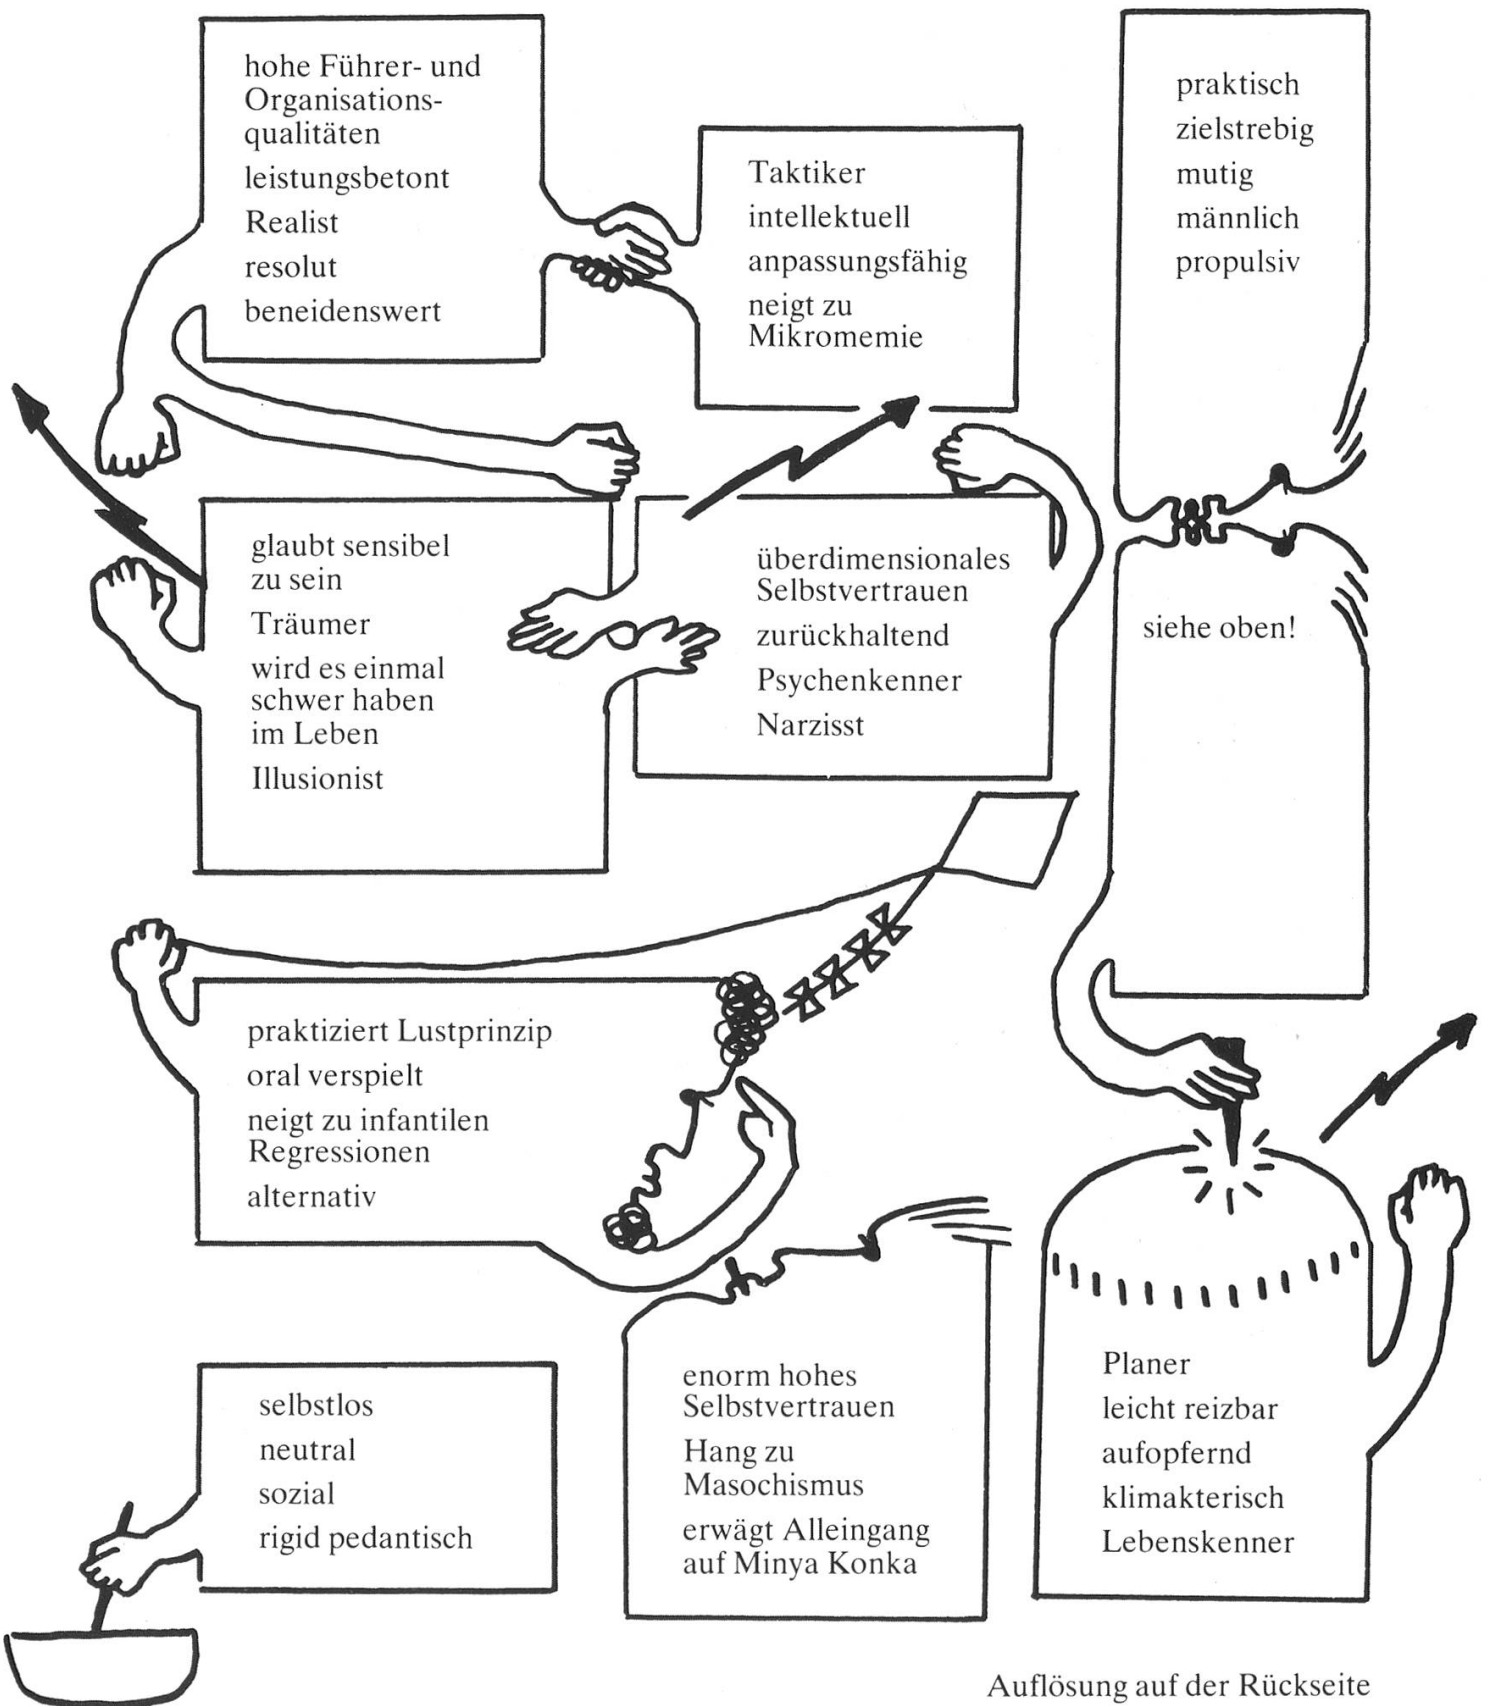 hohe Führer- und
Organisations-
qualitäten
leistungsbetont
Realist
resolut
beneidenswert
Taktiker
intellektuell
anpassungsfähig
neigt zu
Mikromemie
praktisch
zielstrebig
mutig
männlich
propulsiv
glaubt sensibel
zu sein
Träumer
wird es einmal
schwer haben
im Leben
Illusionist
überdimensionales
Selbstvertrauen
zurückhaltend
Psychenkenner
Narzisst
siehe oben!
praktiziert Lustprinzip
oral verspielt
neigt zu infantilen
Regressionen
alternativ
selbstlos
neutral
sozial
rigid pedantisch
enorm hohes
Selbstvertrauen
Hang zu
Masochismus
erwägt Alleingang
auf Minya Konka
Planer
leicht reizbar
aufopfernd
klimakterisch
Lebenskenner
Auflösung auf der Rückseite